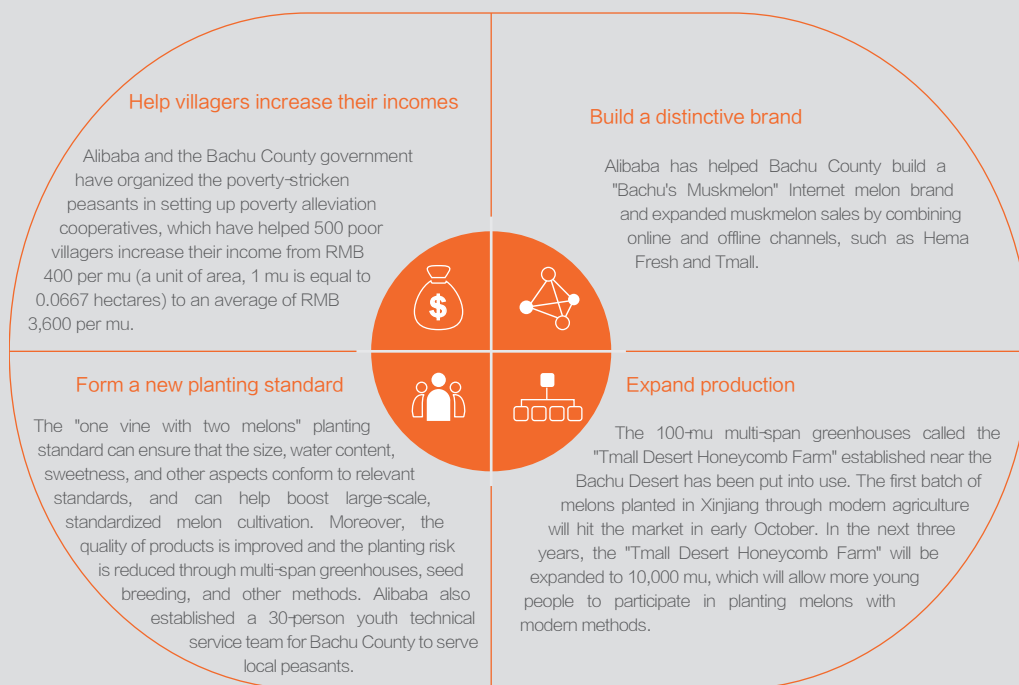 Help villagers increase their incomes
Alibaba and the Bachu County government
have organized the poverty-stricken
peasants in setting up poverty alleviation
cooperatives, which have helped 500 poor
villagers increase their income from RMB
400 per mu (a unit of area, 1 mu is equal to
0.0667 hectares) to an average of RMB
3,600 per mu.
Build a distinctive brand
Alibaba has helped Bachu County build a
"Bachu's Muskmelon" Internet melon brand
and expanded muskmelon sales by combining
online and offline channels, such as Hema
Fresh and Tmall.
$
Form a new planting standard
The "one vine with two melons" planting
standard can ensure that the size, water content,
sweetness, and other aspects conform to relevant
standards, and can help boost large-scale,
standardized melon cultivation. Moreover, the
quality of products is improved and the planting risk
is reduced through multi-span greenhouses, seed
breeding, and other methods. Alibaba also
established a 30-person youth technical
service team for Bachu County to serve
local peasants.
Expand production
The 100-mu multi-span greenhouses called the
"Tmall Desert Honeycomb Farm" established near the
Bachu Desert has been put into use. The first batch of
melons planted in Xinjiang through modern agriculture
will hit the market in early October. In the next three
years, the "Tmall Desert Honeycomb Farm" will be
expanded to 10,000 mu, which will allow more young
people to participate in planting melons with
modern methods.